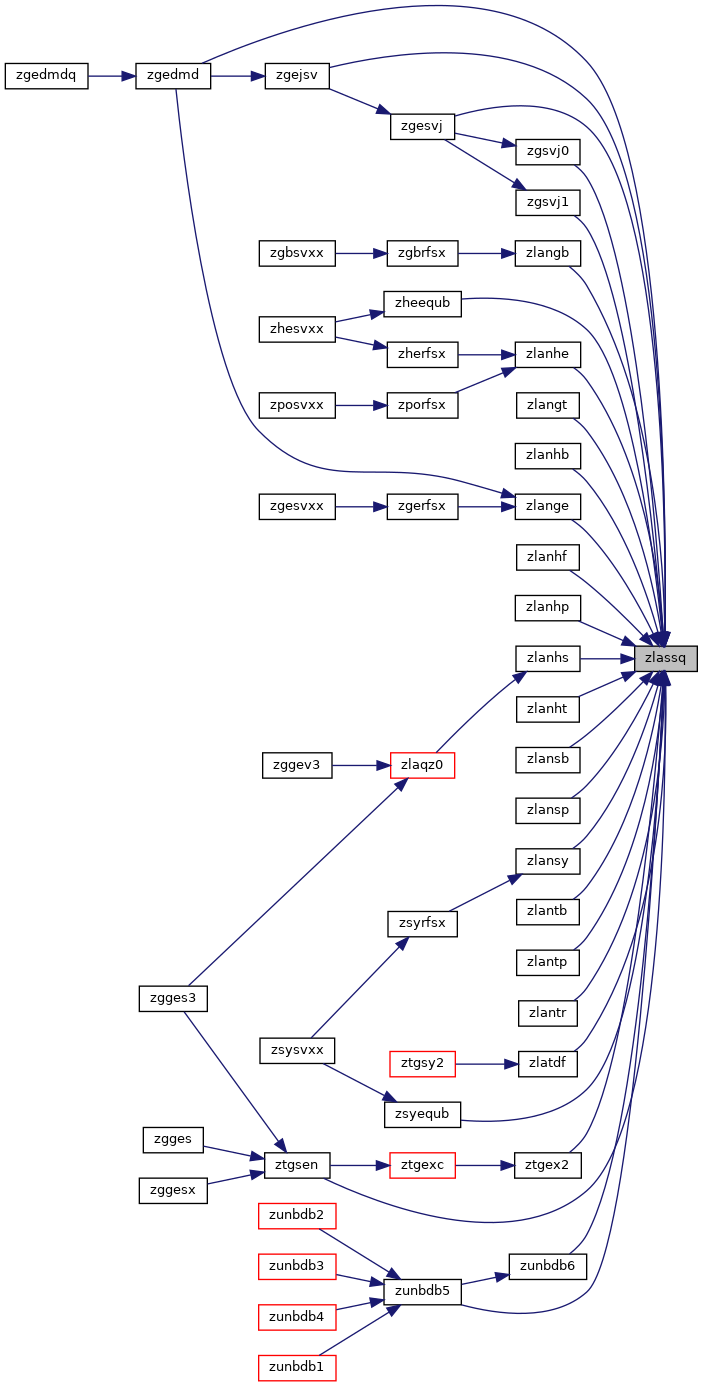 zgedmdq
zgedmd
zgejsv
zgesvj
zgsvj0
zgsvj1
zgbsvxx
zgbrfsx
zlangb
zheequb
zhesvxx
zherfsx
zlanhe
zposvxx
zporfsx
zlangt
zlanhb
zgesvxx
zgerfsx
zlange
zlanhf
zlanhp
zlanhs
zlassq
zlanht
zggev3
zlaqz0
zlansb
zlansp
zlansy
zlantb
zsyrfsx
zlantp
zgges3
zlantr
zsysvxx
ztgsy2
zlatdf
zsyequb
zgges
ztgsen
ztgexc
ztgex2
zggesx
zunbdb2
zunbdb3
zunbdb6
zunbdb5
zunbdb4
zunbdb1